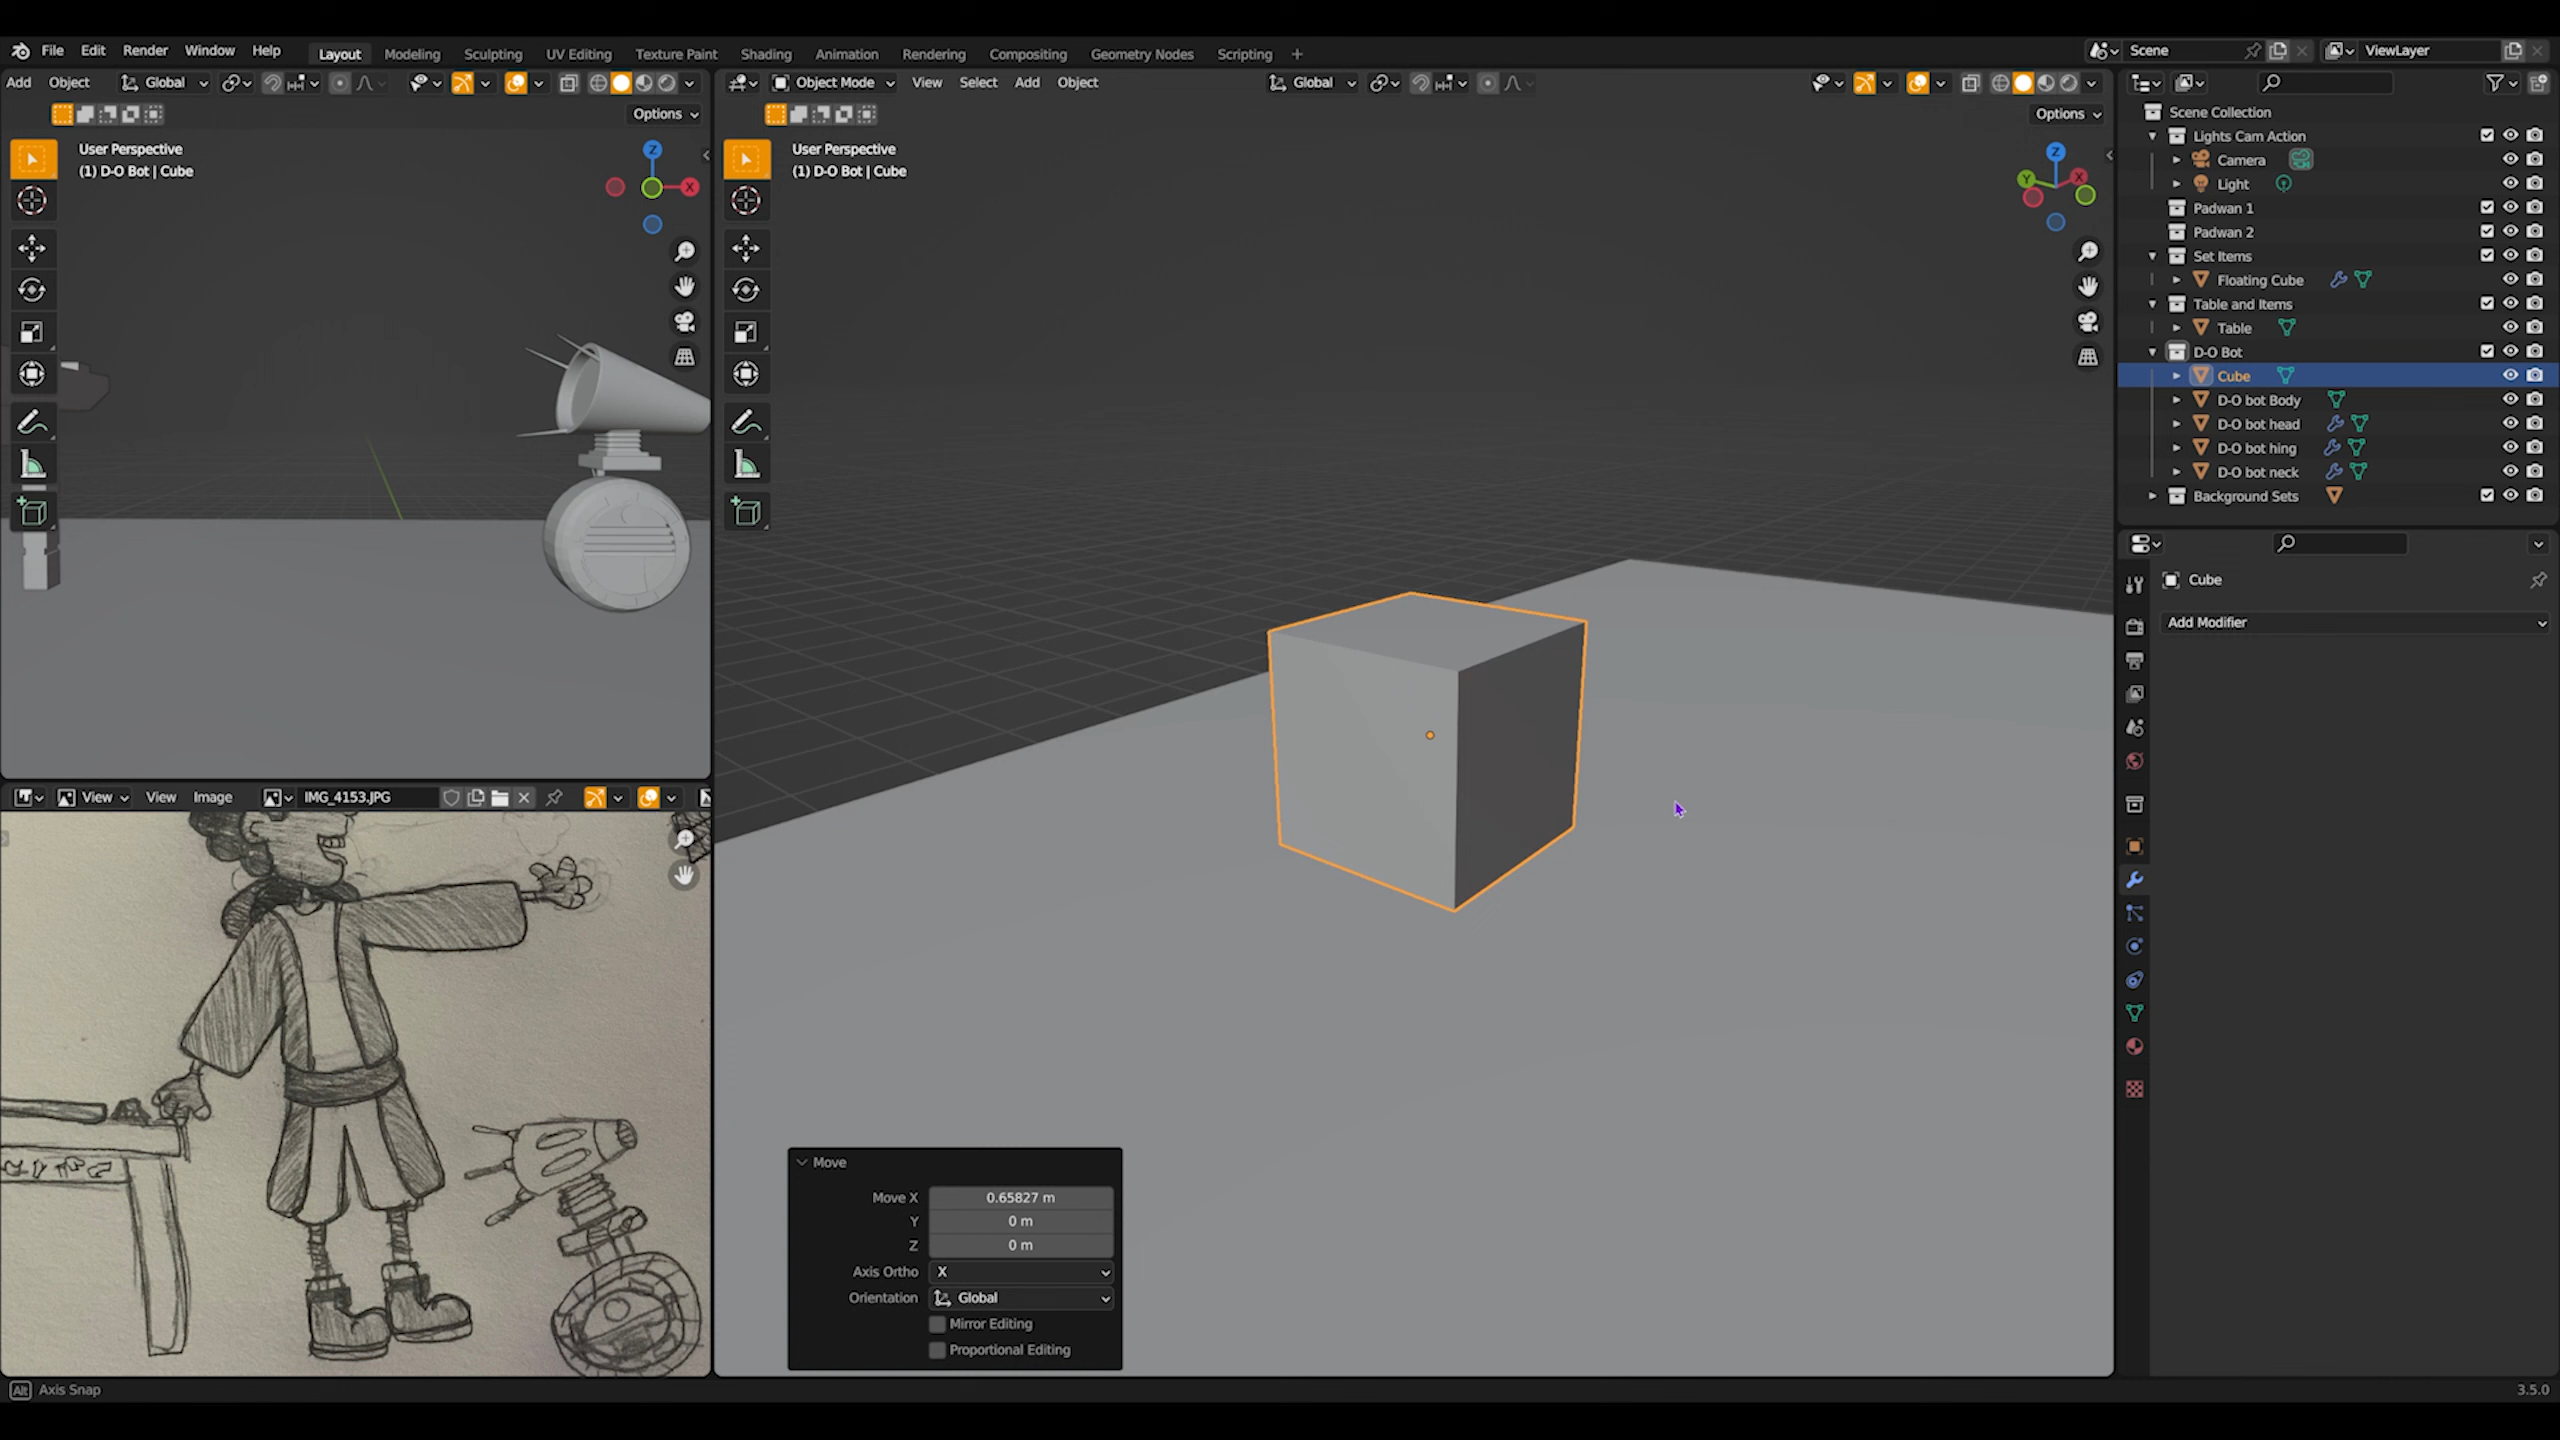 File Edit Render Window Help Layout Modeling Sculpting UV Editing Texture Paint Shading Animation Rendering Compositing Geometry Nodes Scripting + Scene ViewLayer
Add Object Global
Options
User Perspective
(1) D-O Bot | Cube
Z
X
Object Mode View Select Add Object Global
Options
User Perspective
(1) D-O Bot | Cube
Z
Y X
Move
Move X 0.65827 m
Y 0 m
Z 0 m
Axis Ortho X
Orientation Global
Mirror Editing
Proportional Editing
View View Image IMG_4153.JPG
Scene Collection
Lights Cam Action
Camera
Light
Padwan 1
Padwan 2
Set Items
Floating Cube
Table and Items
Table
D-O Bot
Cube
D-O bot Body
D-O bot head
D-O bot hing
D-O bot neck
Background Sets
Cube
Add Modifier
Alt Axis Snap
3.5.0